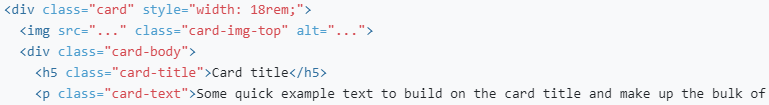 <div class="card" style="width: 18rem;">
<img src="..." class="card-img-top" alt="...">
<div class="card-body">
<h5 class="card-title">Card title</h5>
<p class="card-text">Some quick example text to build on the card title and make up the bulk of